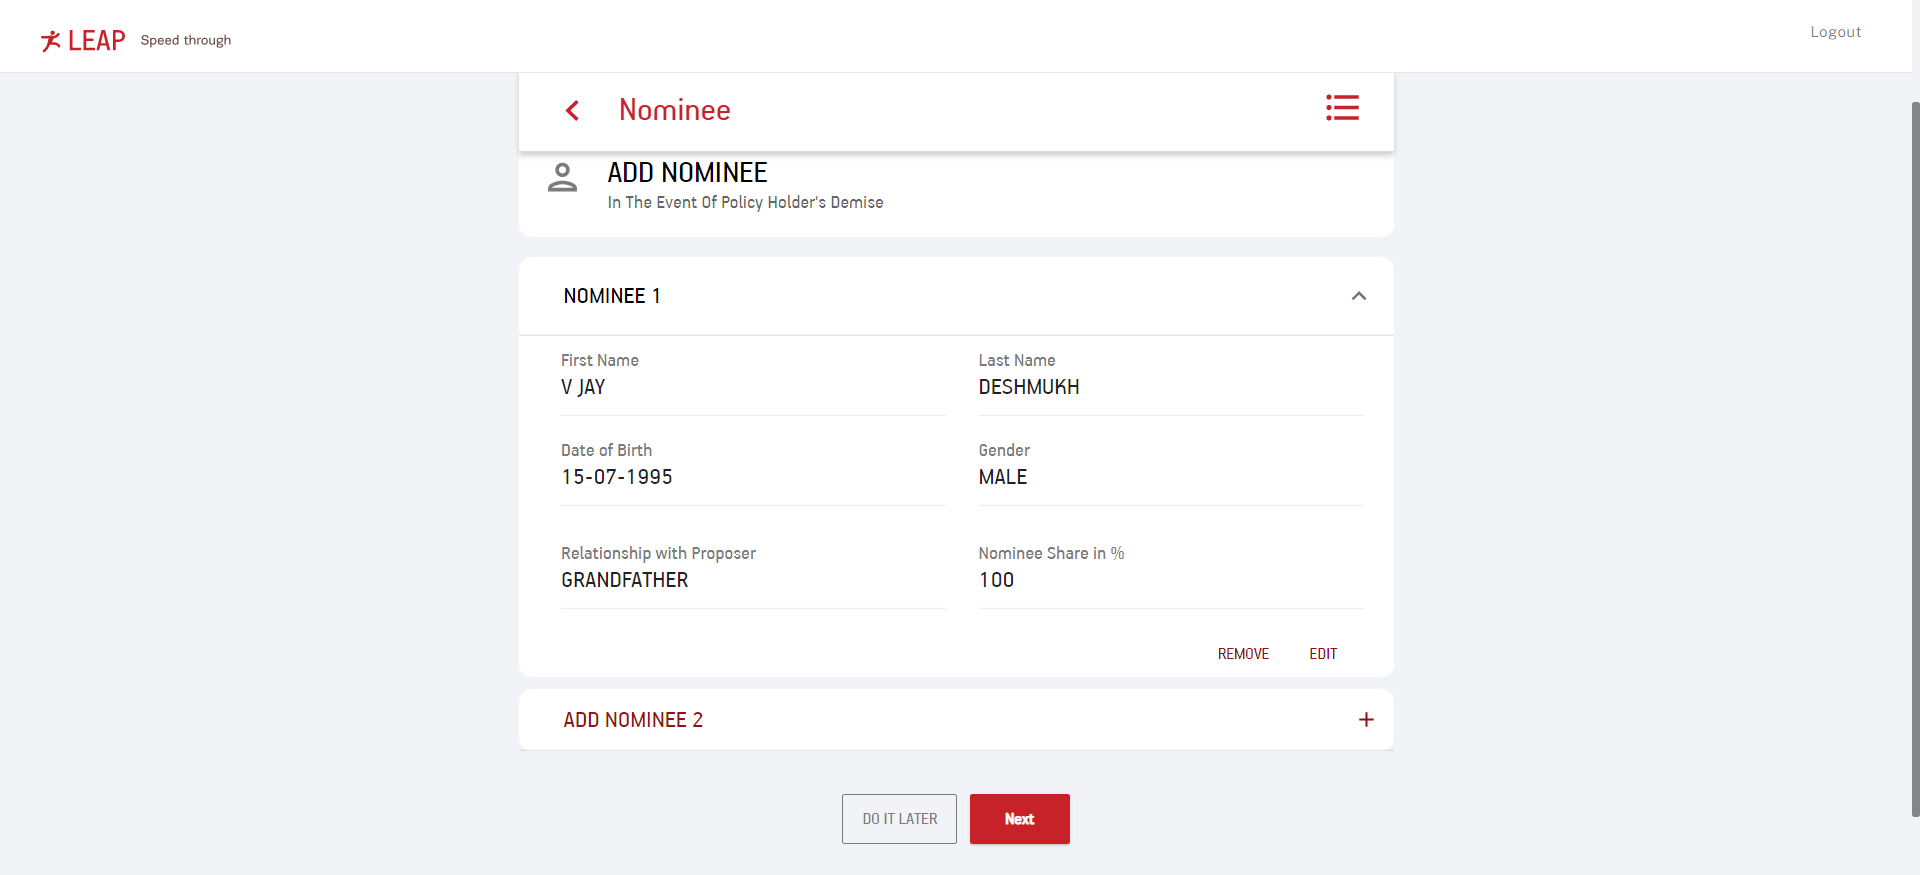 LEAP Speed through
Logout
Nominee
ADD NOMINEE
In The Event Of Policy Holder's Demise
NOMINEE 1
First Name
V JAY
Last Name
DESHMUKH
Date of Birth
15-07-1995
Gender
MALE
Relationship with Proposer
GRANDFATHER
Nominee Share in %
100
REMOVE
EDIT
ADD NOMINEE 2
DO IT LATER
Next